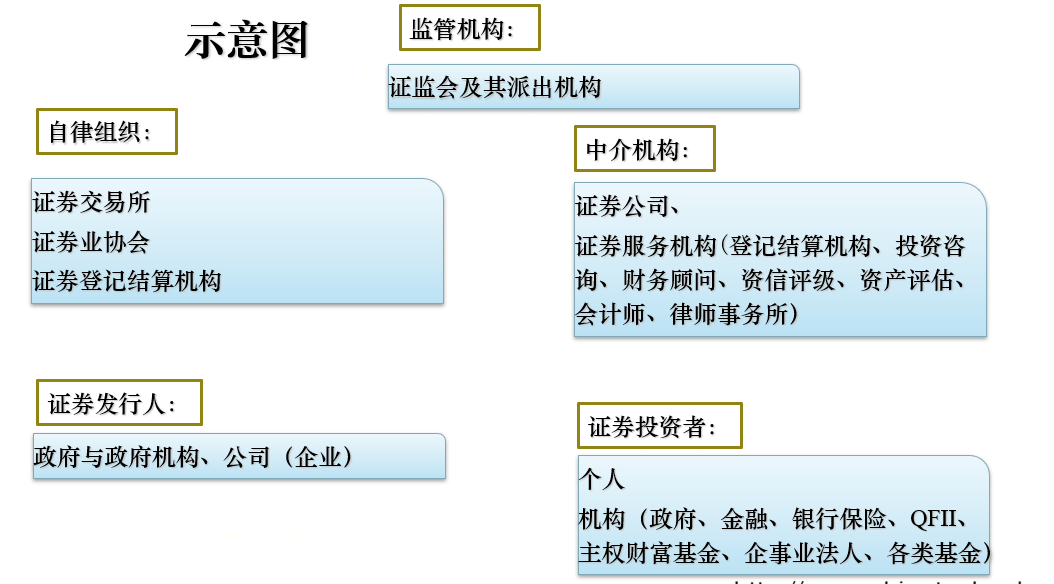 示意图
监管机构：
证监会及其派出机构
自律组织：
证券交易所
证券业协会
证券登记结算机构
中介机构：
证券公司、
证券服务机构（登记结算机构、投资咨
询、财务顾问、资信评级、资产评估、
会计师、律师事务所）
证券发行人：
政府与政府机构、公司（企业）
证券投资者：
个人
机构（政府、金融、银行保险、QFII、
主权财富基金、企事业法人、各类基金）